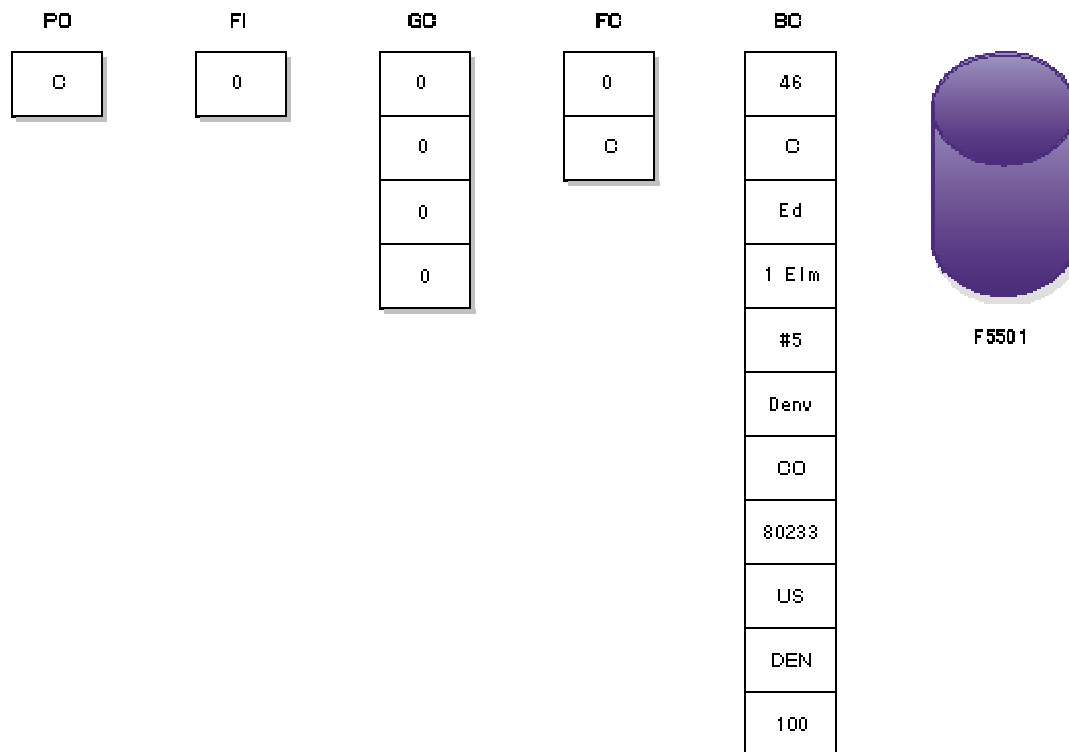 PO FI GC FC BC
C 0 0 0 46
0 C C
0 Ed
0 1 Elm
#5
F5501
Denv
CO
80233
US
DEN
100